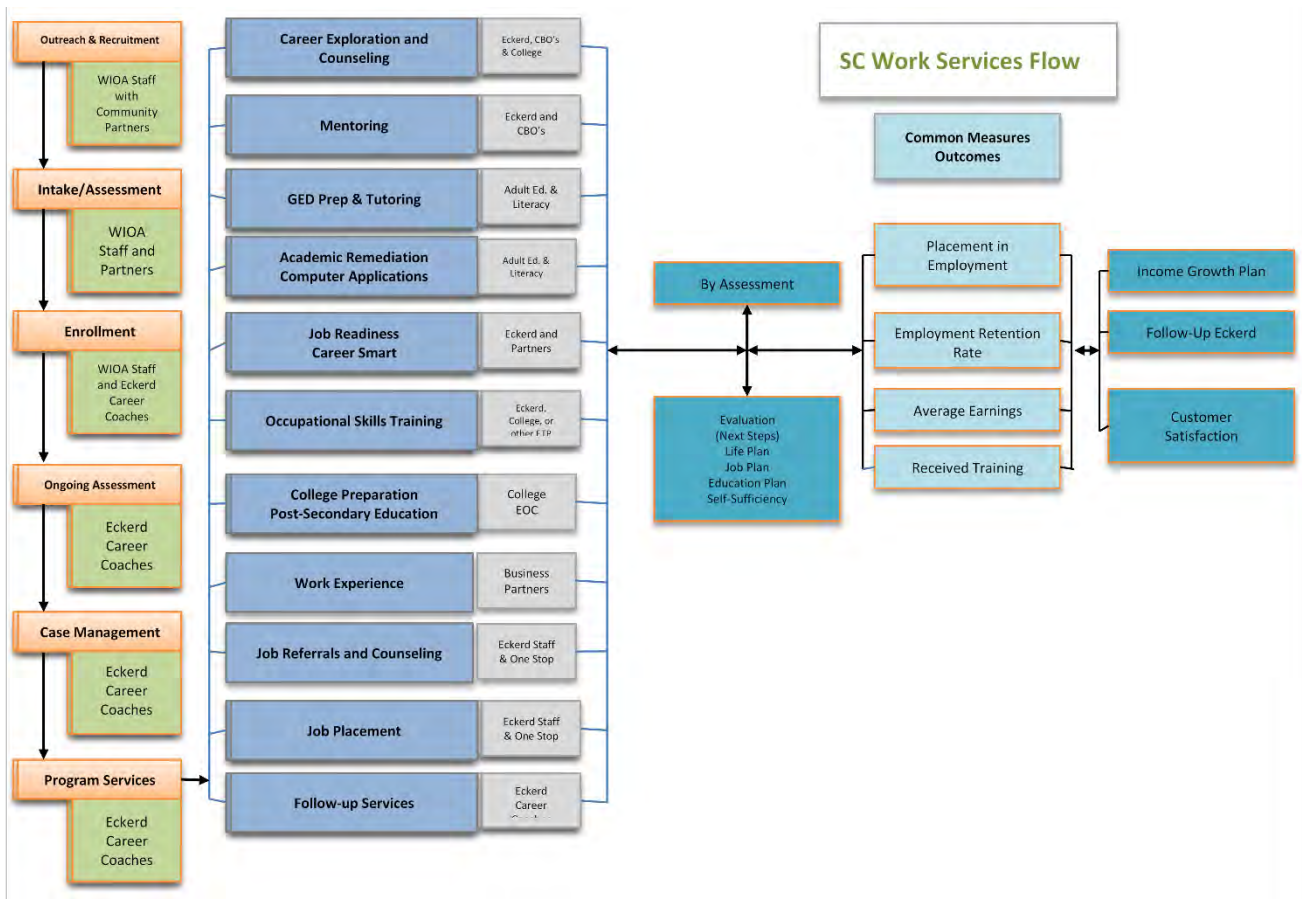 Outreach & Recruitment
WIOA Staff
with
Community
Partners
Intake/Assessment
WIOA
Staff and
Partners
Enrollment
WIOA Staff
and Eckerd
Career
Coaches
Ongoing Assessment
Eckerd
Career
Coaches
Case Management
Eckerd
Career
Coaches
Program Services
Eckerd
Career
Coaches
Career Exploration and
Counseling
Eckerd, CBO's
& College
Mentoring
Eckerd and
CBO's
GED Prep & Tutoring
Adult Ed. &
Literacy
Academic Remediation
Computer Applications
Adult Ed. &
Literacy
Job Readiness
Career Smart
Eckerd and
Partners
Occupational Skills Training
Eckerd,
College, or
other ETP
College Preparation
Post-Secondary Education
College
EOC
Work Experience
Business
Partners
Job Referrals and Counseling
Eckerd Staff
& One Stop
Job Placement
Eckerd Staff
& One Stop
Follow-up Services
Eckerd
Career
By Assessment
Evaluation
(Next Steps)
Life Plan
Job Plan
Education Plan
Self-Sufficiency
SC Work Services Flow
Common Measures
Outcomes
Placement in
Employment
Employment Retention
Rate
Average Earnings
Received Training
Income Growth Plan
Follow-Up Eckerd
Customer
Satisfaction